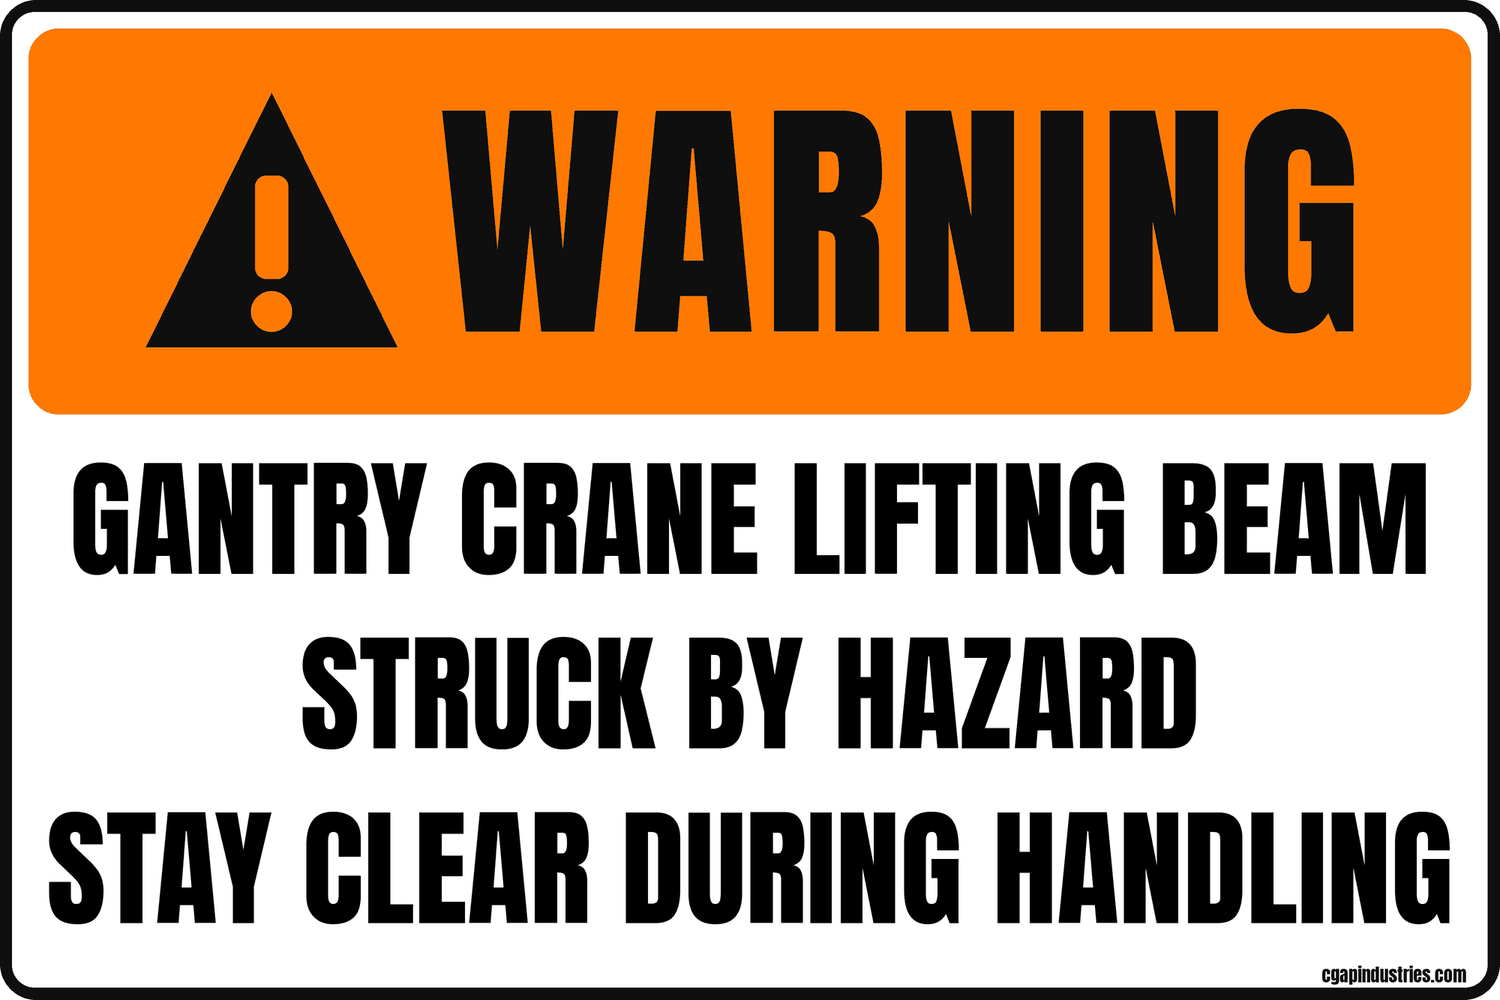 WARNING
GANTRY CRANE LIFTING BEAM
STRUCK BY HAZARD
STAY CLEAR DURING HANDLING
cgapindustries.com